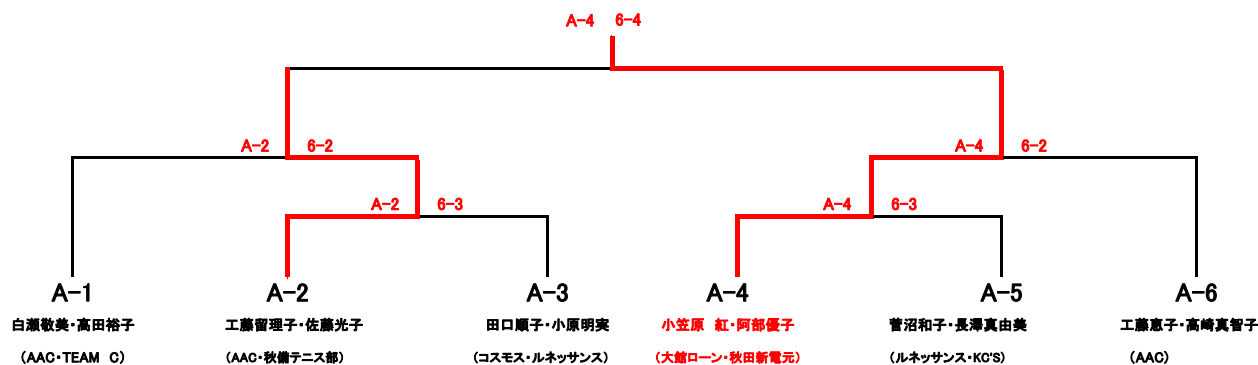 A-4 6-4
A-2 6-2
A-4 6-2
A-2 6-3
A-4 6-3
A-1 A-2 A-3 A-4 A-5 A-6
白瀬敬美・高田裕子 工藤留理子・佐藤光子 田口順子・小原明実 小笠原 紅・阿部優子 菅沼和子・長澤真由美 工藤恵子・高崎真智子
（AAC・TEAM C） （AAC・秋備テニス部） （コスモス・ルネッサンス） （大館ローン・秋田新電元） （ルネッサンス・KC'S） （AAC）